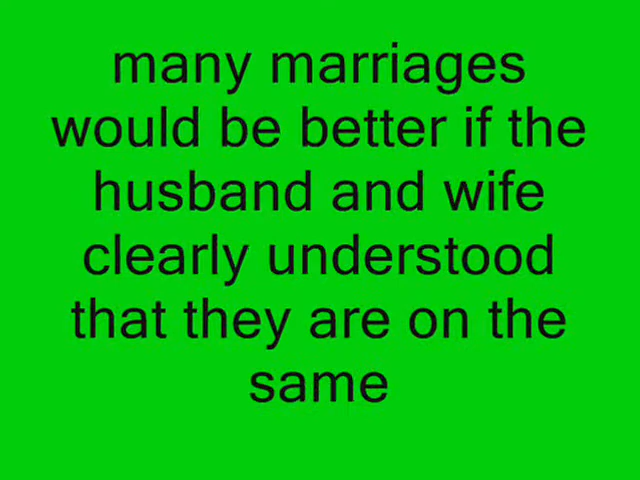 many marriages
would be better if the
husband and wife
clearly understood
that they are on the
same